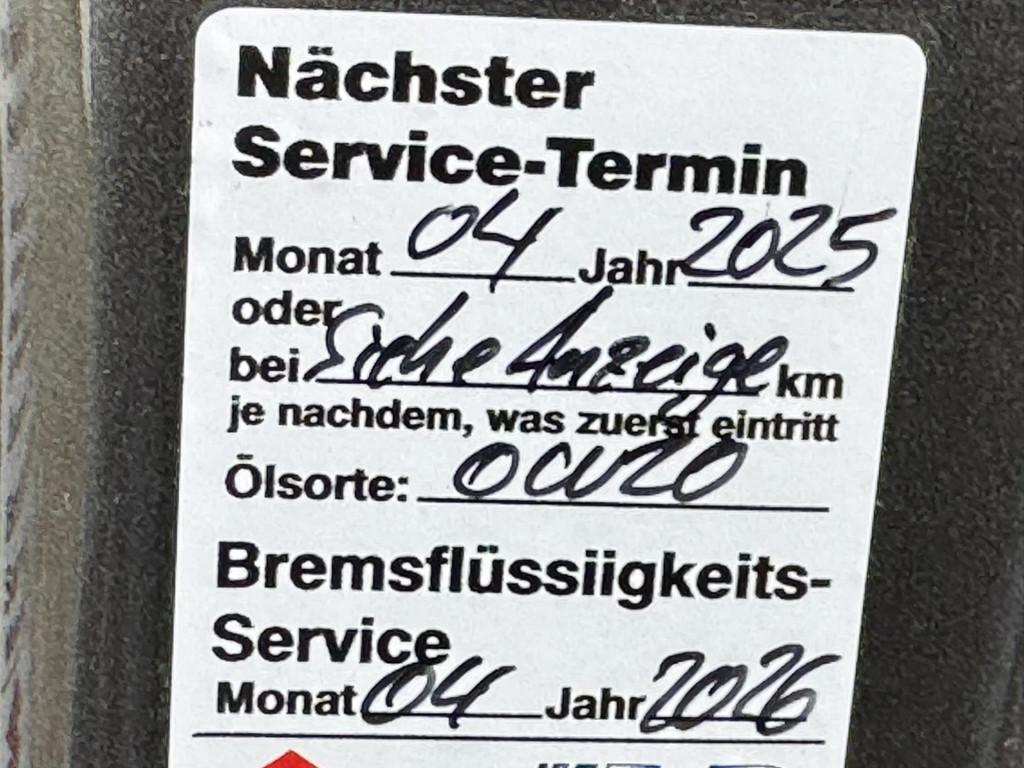 Nächster
Service-Termin
Monat 04 Jahr 2025
oder
bei Siehe Anzeige km
je nachdem, was zuerst eintritt
Ölsorte: 0W20
Bremsflüssiigkeits-
Service
Monat 04 Jahr 2026